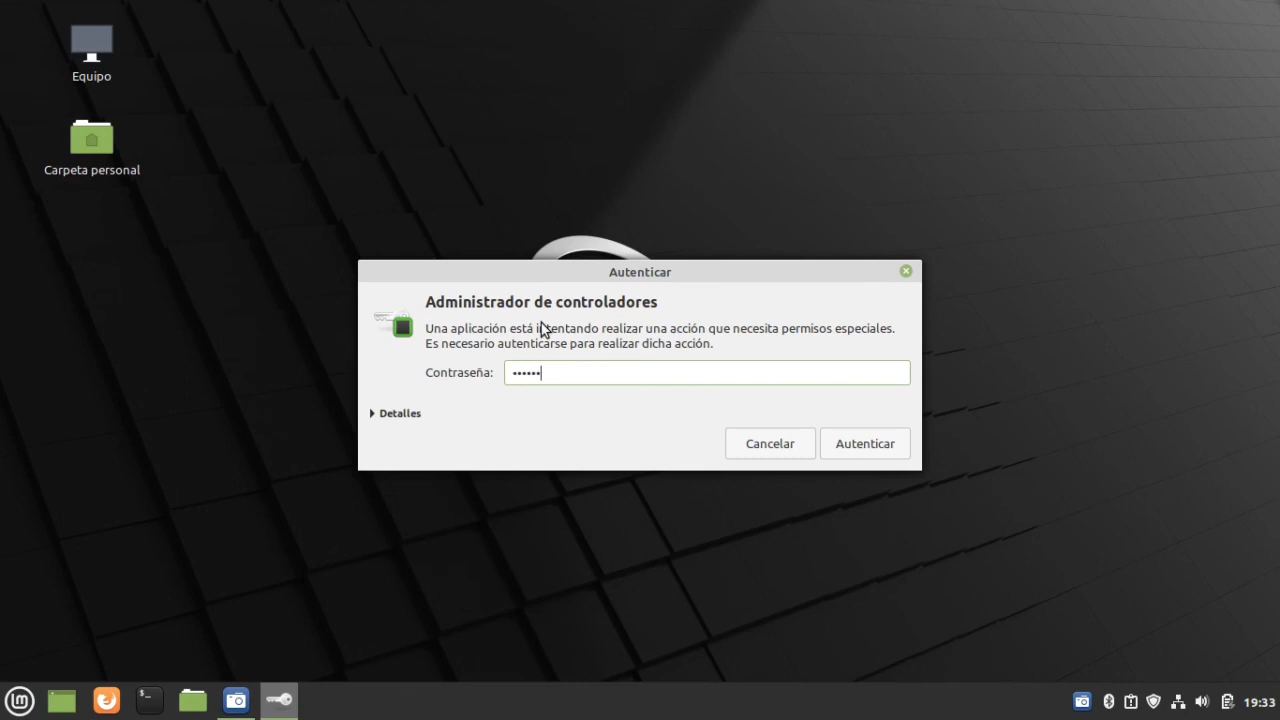 Equipo
Carpeta personal
Autenticar
Administrador de controladores
Una aplicación está intentando realizar una acción que necesita permisos especiales.
Es necesario autenticarse para realizar dicha acción.
Contraseña: ••••••
Detalles
Cancelar
Autenticar
19:33